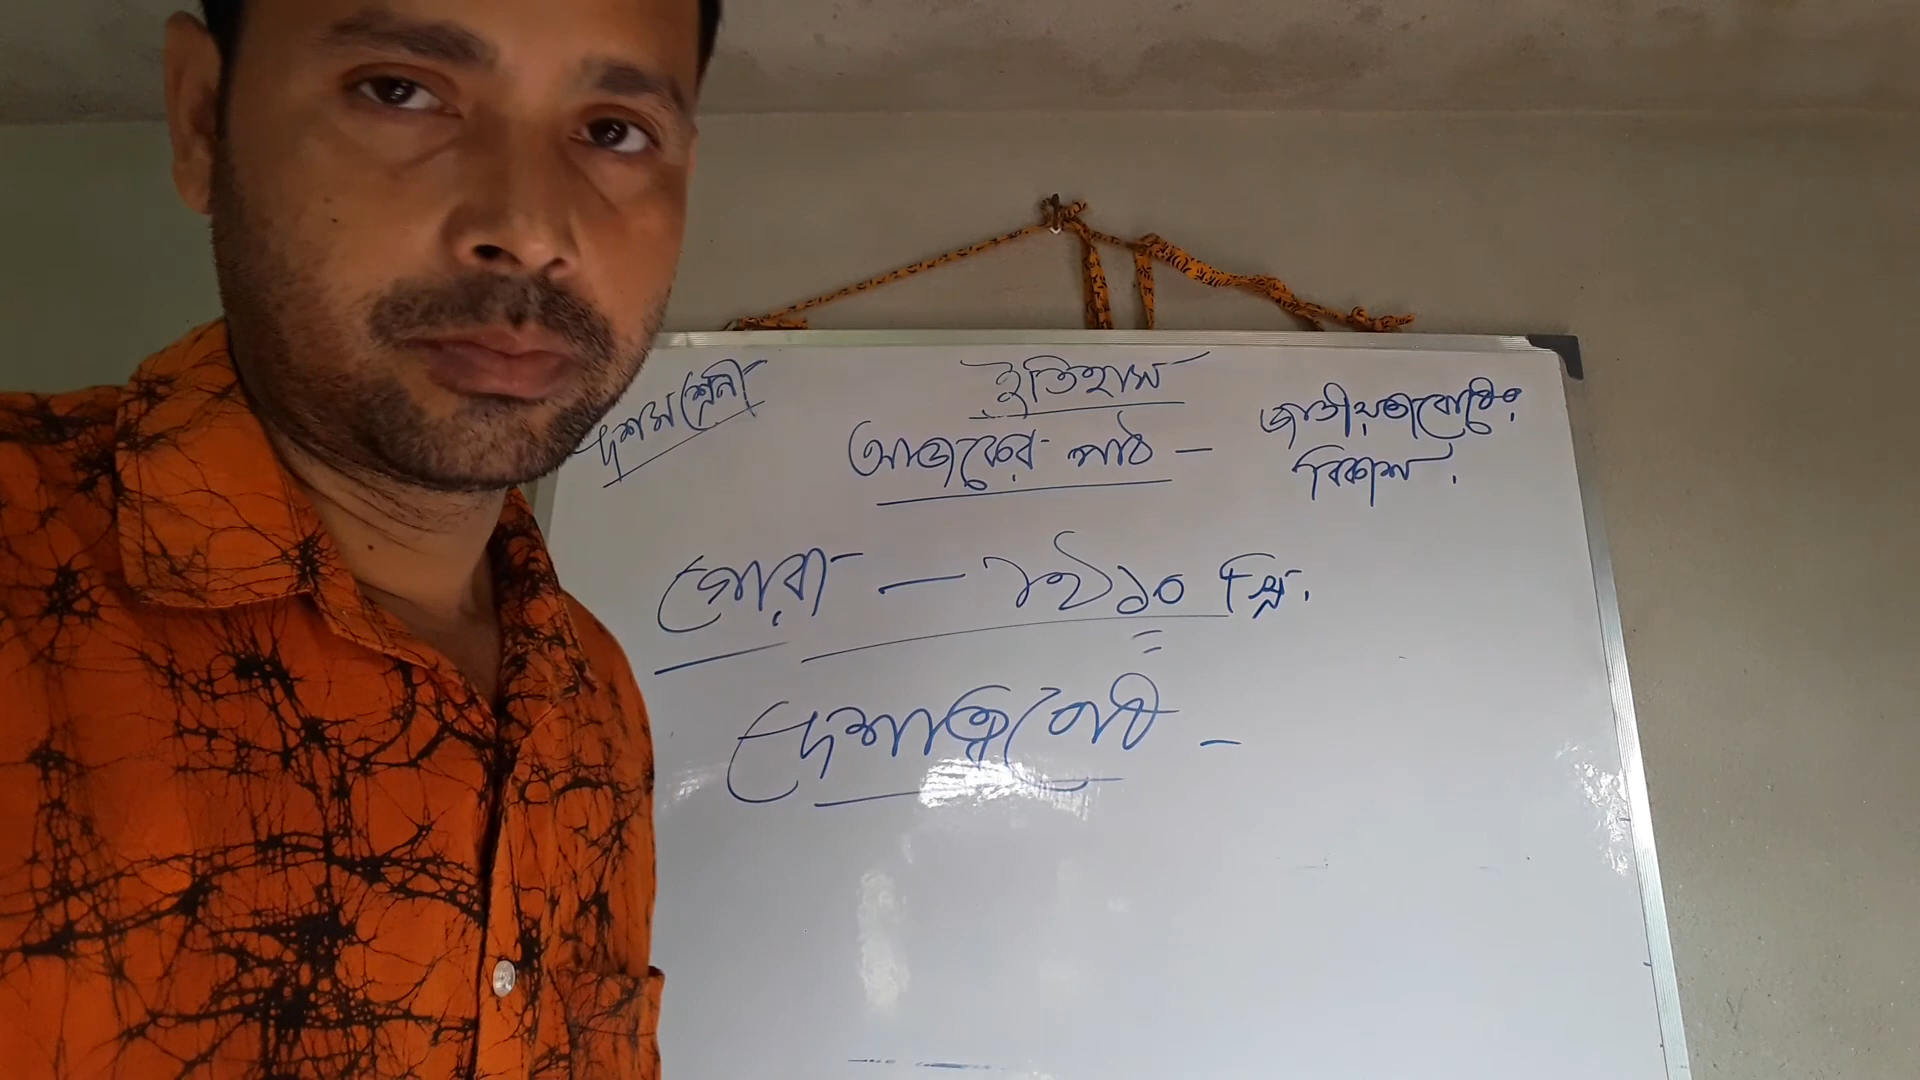 দশম শ্রেনী
ইতিহাস
আজকের পাঠ —
জাতীয়তাবোধের
বিকাশ.
গোরা — ১৯১০ খ্রি.
দেশাত্মবোধ -